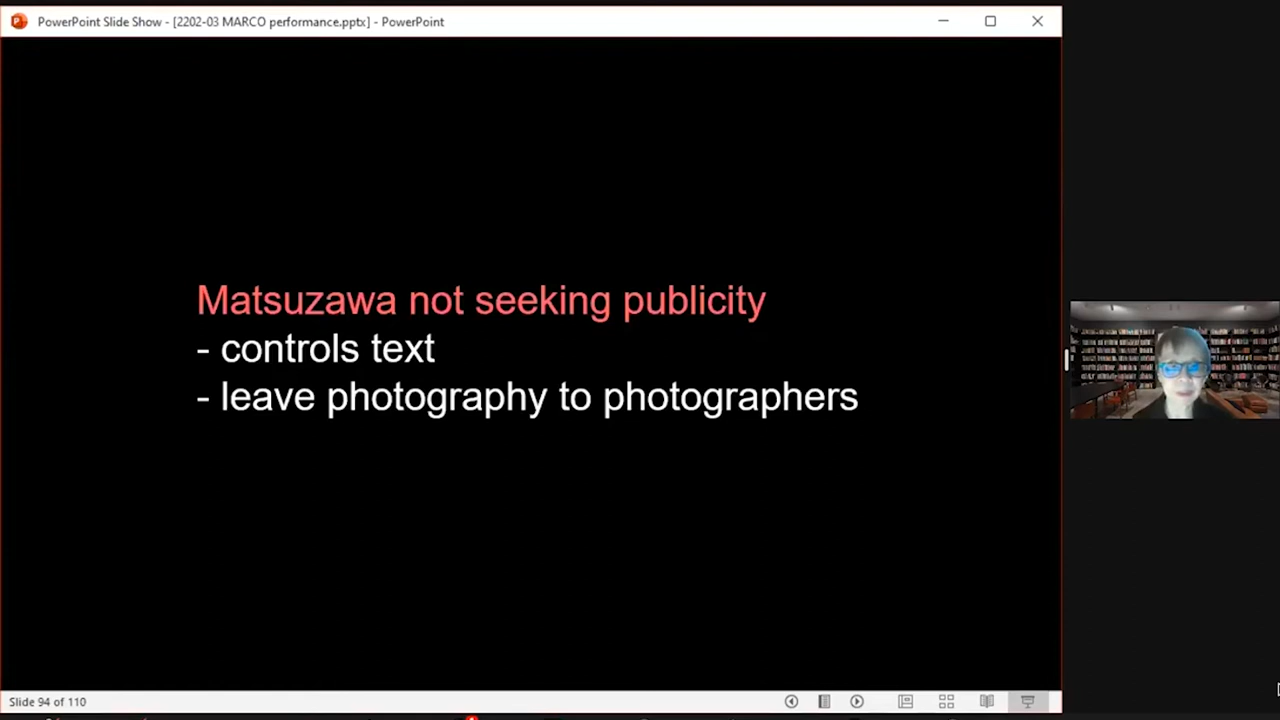 PowerPoint Slide Show - [2202-03 MARCO performance.pptx] - PowerPoint
Matsuzawa not seeking publicity
- controls text
- leave photography to photographers
Slide 94 of 110